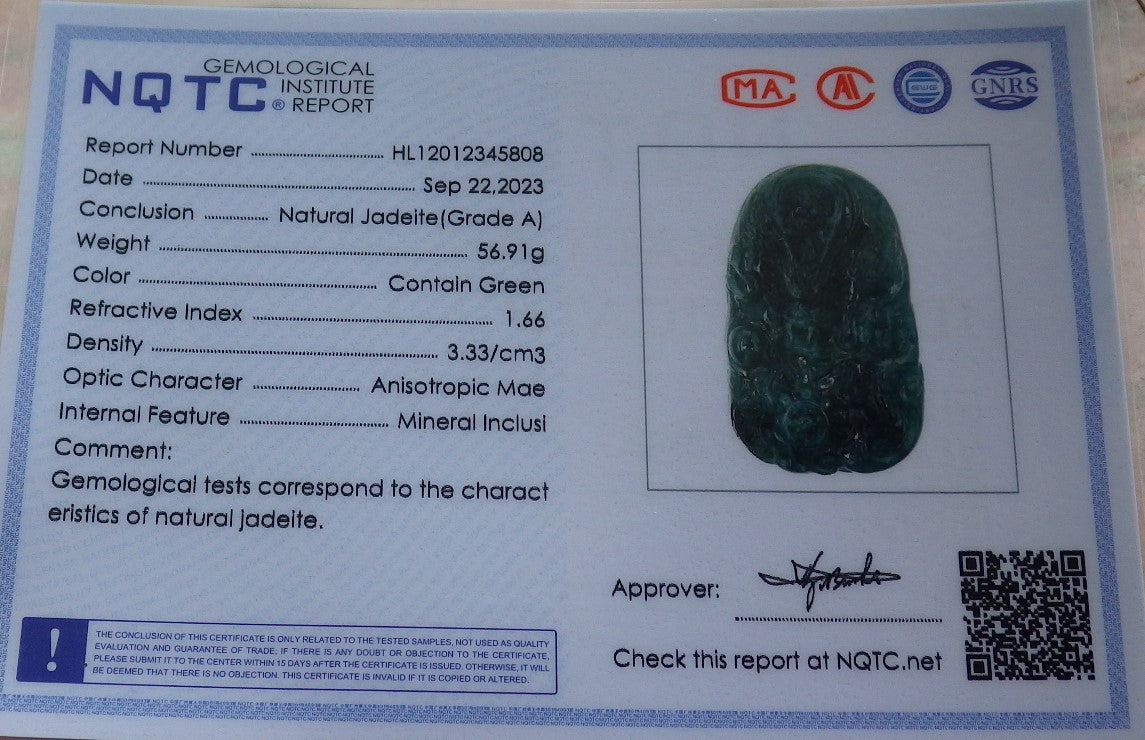 NQTC® GEMOLOGICAL
INSTITUTE
REPORT
MA
AL
GNRS
Report Number HL12012345808
Date Sep 22,2023
Conclusion Natural Jadeite(Grade A)
Weight 56.91g
Color Contain Green
Refractive Index 1.66
Density 3.33/cm3
Optic Character Anisotropic Mae
Internal Feature Mineral Inclusi
Comment:
Gemological tests correspond to the charact
eristics of natural jadeite.
Approver:
Check this report at NQTC.net
! THE CONCLUSION OF THIS CERTIFICATE IS ONLY RELATED TO THE TESTED SAMPLES, NOT USED AS QUALITY
EVALUATION AND GUARANTEE OF TRADE; IF THERE IS ANY DOUBT OR OBJECTION TO THE CERTIFICATE,
PLEASE SUBMIT IT TO THE CENTER WITHIN 15 DAYS AFTER THE CERTIFICATE IS ISSUED. OTHERWISE, IT WILL
BE DEEMED THAT THERE IS NO OBJECTION. THIS CERTIFICATE IS INVALID IF IT IS COPIED OR ALTERED.